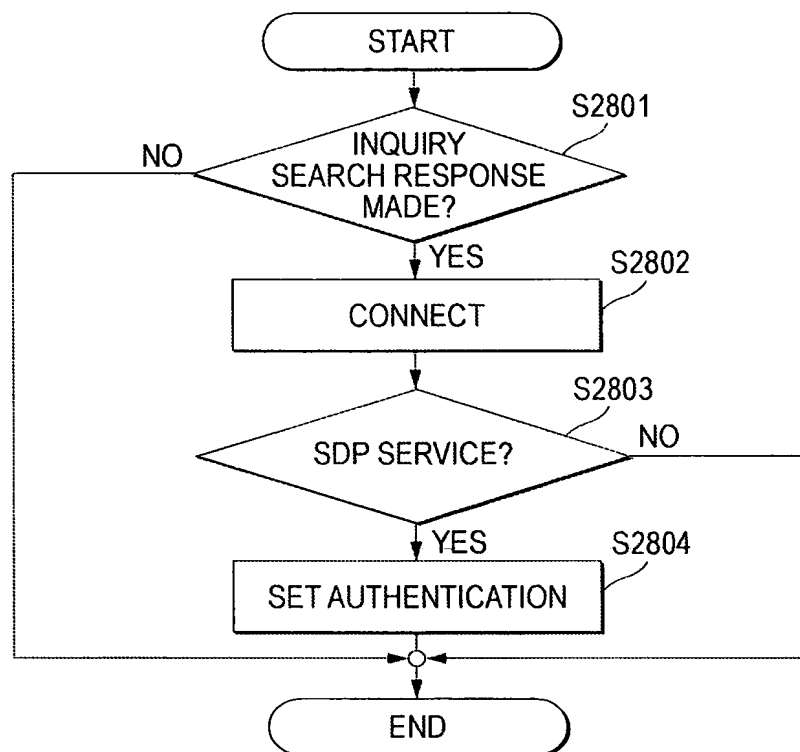 START
S2801
NO
INQUIRY
SEARCH RESPONSE
MADE?
YES
S2802
CONNECT
S2803
NO
SDP SERVICE?
YES
S2804
SET AUTHENTICATION
END